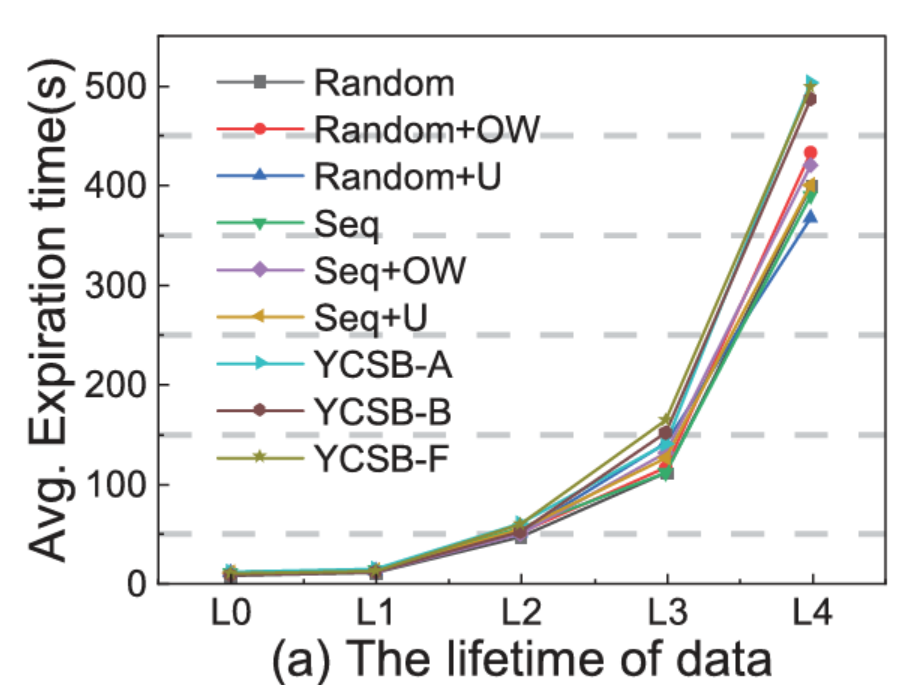 Avg. Expiration time(s)
500
400
300
200
100
0
Random
Random+OW
Random+U
Seq
Seq+OW
Seq+U
YCSB-A
YCSB-B
YCSB-F
L0 L1 L2 L3 L4
(a) The lifetime of data